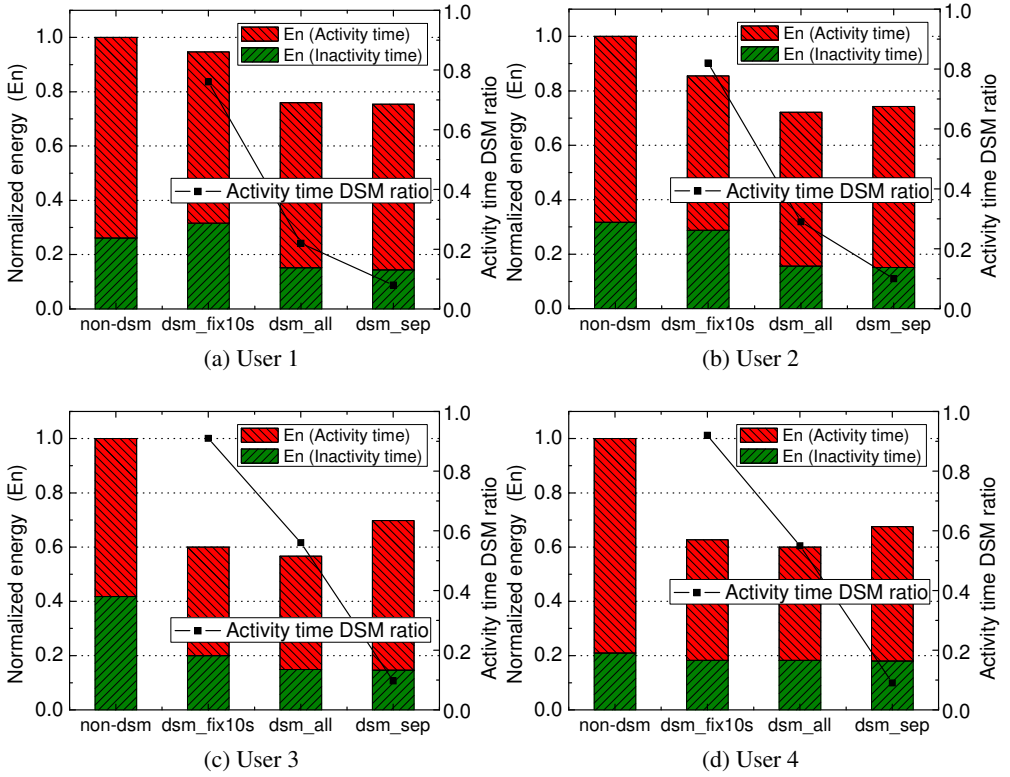 Normalized energy (En)
1.0
0.8
0.6
0.4
0.2
0.0
En (Activity time)
En (Inactivity time)
Activity time DSM ratio
1.0
0.8
0.6
0.4
0.2
0.0
Activity time DSM ratio
non-dsm dsm_fix10s dsm_all dsm_sep
(a) User 1
Normalized energy (En)
1.0
0.8
0.6
0.4
0.2
0.0
En (Activity time)
En (Inactivity time)
Activity time DSM ratio
1.0
0.8
0.6
0.4
0.2
0.0
Activity time DSM ratio
non-dsm dsm_fix10s dsm_all dsm_sep
(b) User 2
Normalized energy (En)
1.0
0.8
0.6
0.4
0.2
0.0
En (Activity time)
En (Inactivity time)
Activity time DSM ratio
1.0
0.8
0.6
0.4
0.2
0.0
Activity time DSM ratio
non-dsm dsm_fix10s dsm_all dsm_sep
(c) User 3
Normalized energy (En)
1.0
0.8
0.6
0.4
0.2
0.0
En (Activity time)
En (Inactivity time)
Activity time DSM ratio
1.0
0.8
0.6
0.4
0.2
0.0
Activity time DSM ratio
non-dsm dsm_fix10s dsm_all dsm_sep
(d) User 4